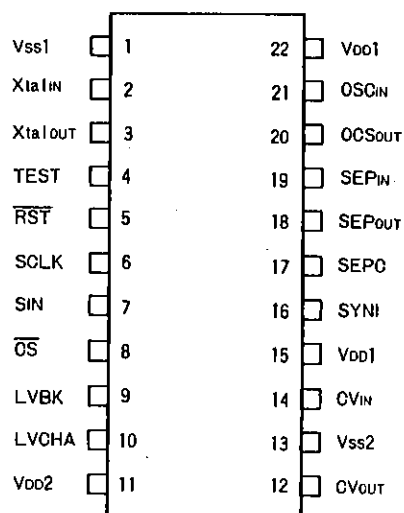 Vss1 1 22 VDD1
XtalIN 2 21 OSCIN
XtalOUT 3 20 OCSOUT
TEST 4 19 SEPIN
RST 5 18 SEPOUT
SCLK 6 17 SEPC
SIN 7 16 SYNI
CS 8 15 VDD1
LVBK 9 14 CVIN
LVCHA 10 13 Vss2
VDD2 11 12 CVOUT